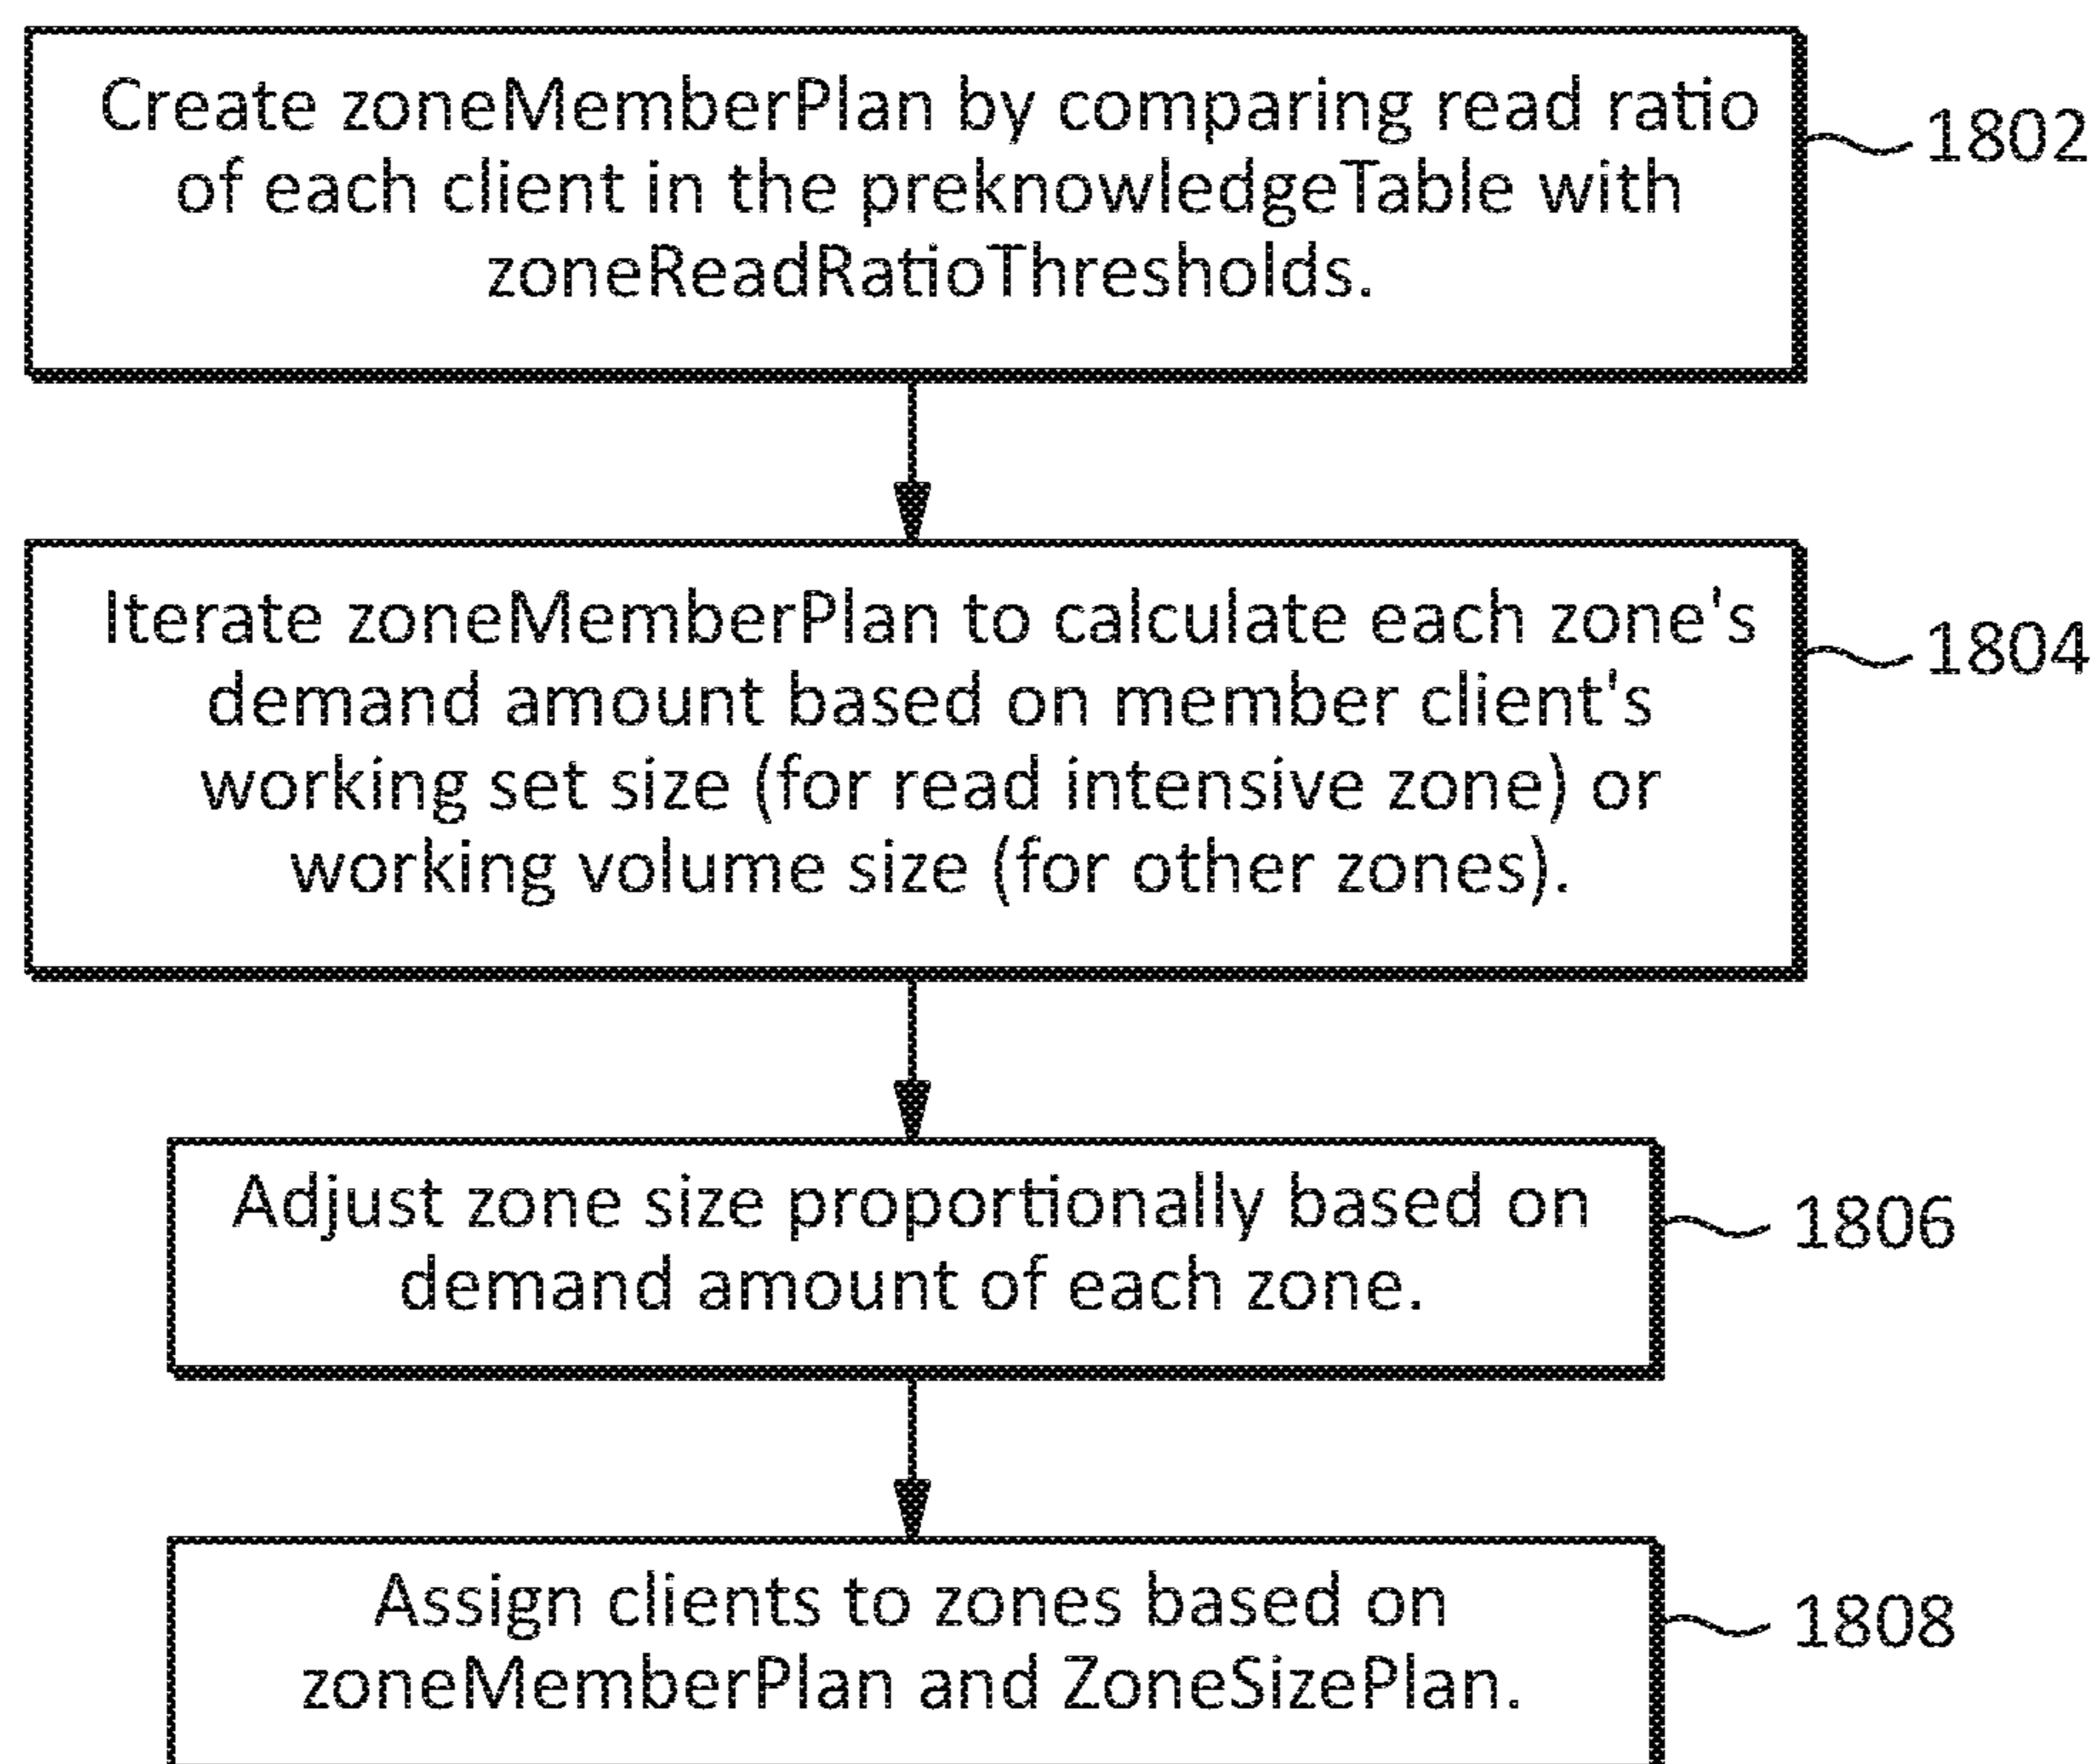 Create zoneMemberPlan by comparing read ratio
of each client in the preknowledgeTable with
zoneReadRatioThresholds.
1802
Iterate zoneMemberPlan to calculate each zone's
demand amount based on member client's
working set size (for read intensive zone) or
working volume size (for other zones).
1804
Adjust zone size proportionally based on
demand amount of each zone.
1806
Assign clients to zones based on
zoneMemberPlan and ZoneSizePlan.
1808